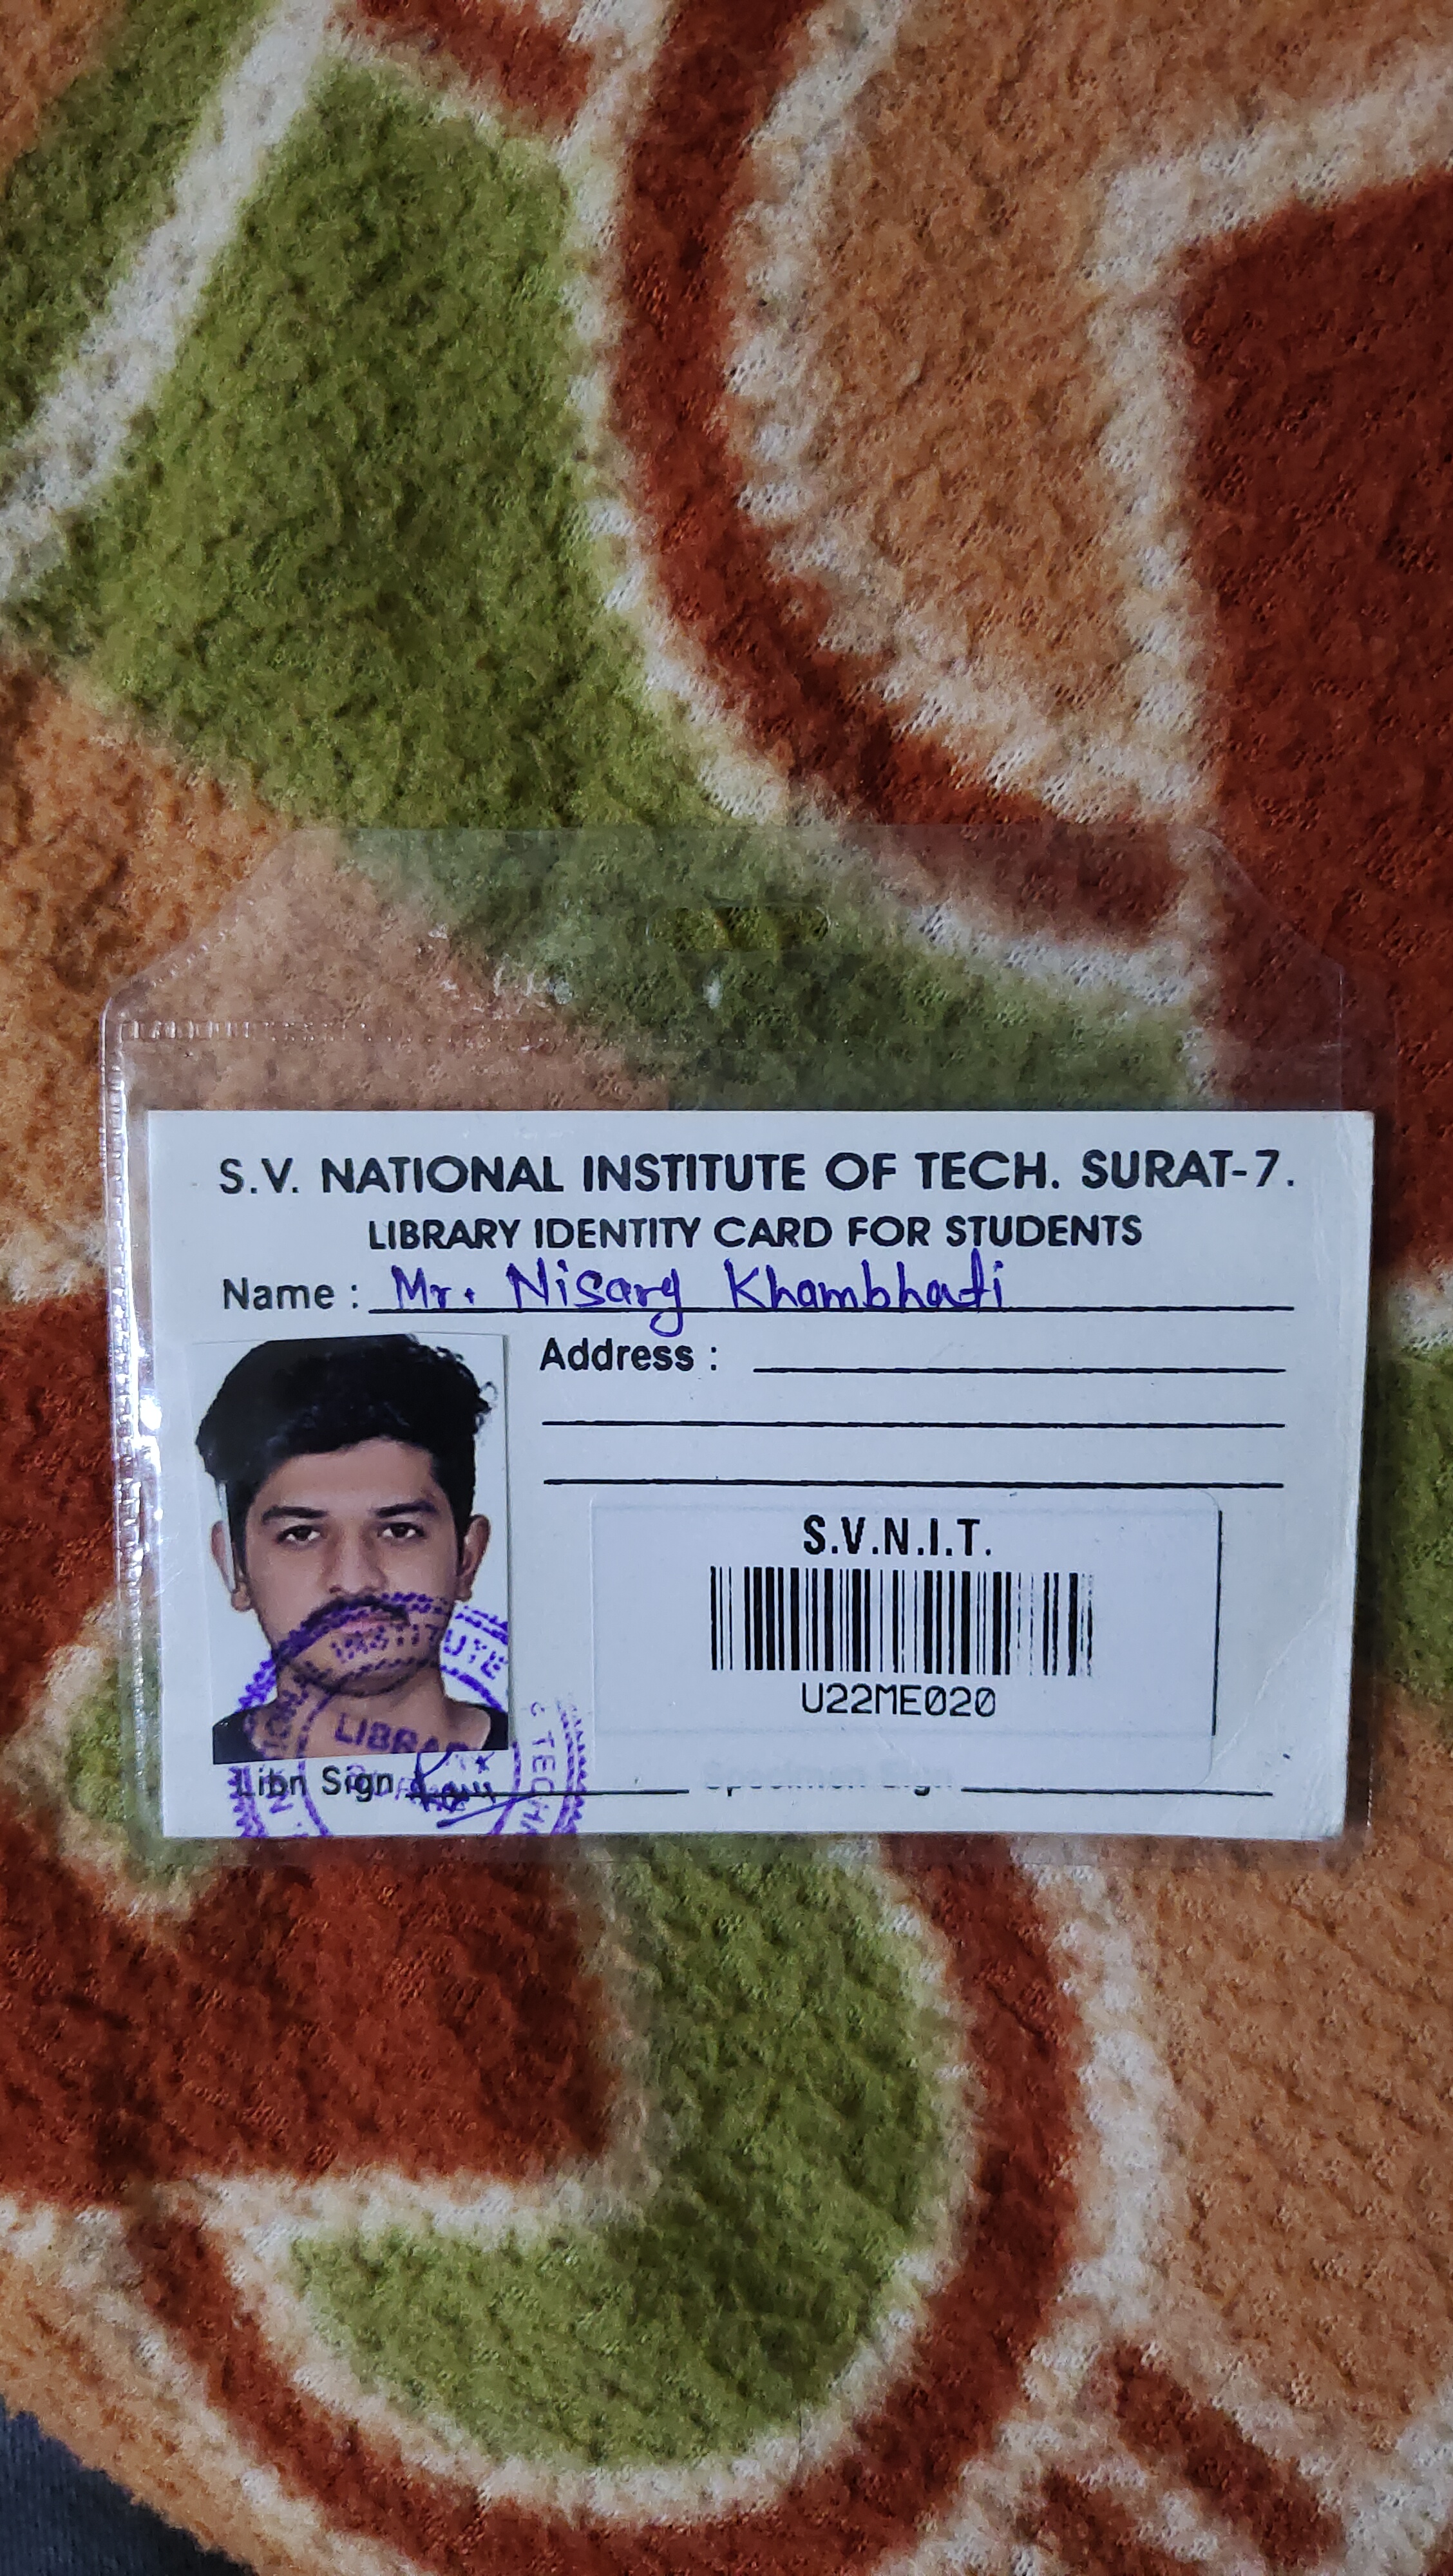 S.V. NATIONAL INSTITUTE OF TECH. SURAT-7.
LIBRARY IDENTITY CARD FOR STUDENTS
Name : Mr. Nisarg Khambhati
Address :
S.V.N.I.T.
U22ME020
Libn Sign Specimen Sign
INSTITUTE
LIBRARY
TECH